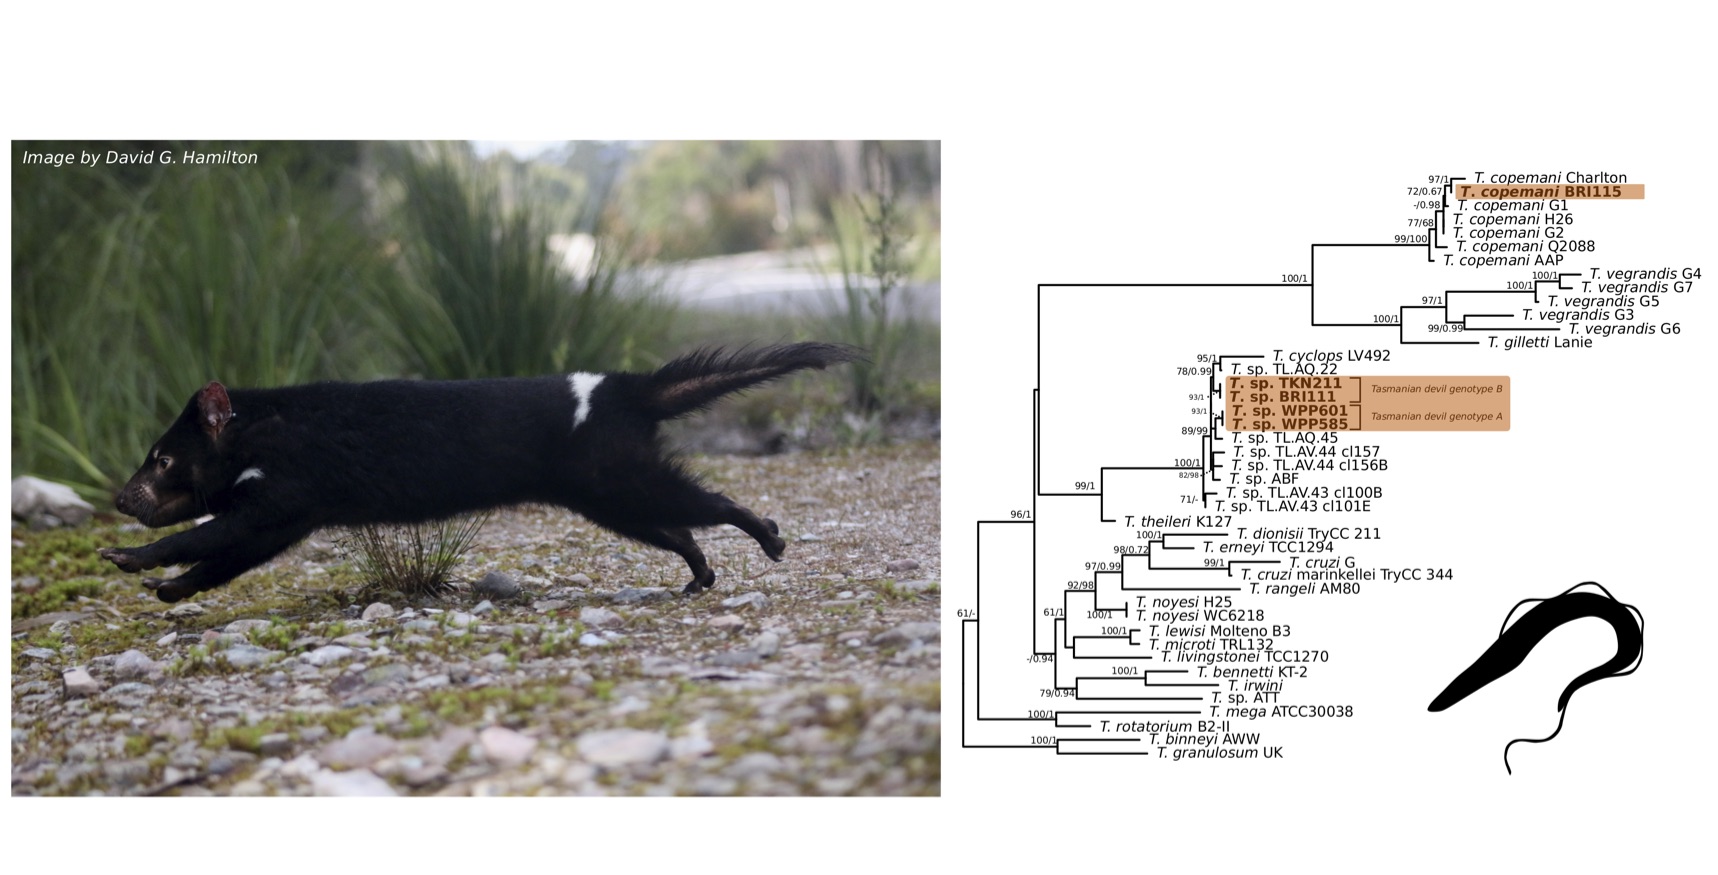 Image by David G. Hamilton
97/1
T. copemani Charlton
72/0.67
T. copemani BRI115
-/0.98
T. copemani G1
77/68
T. copemani H26
T. copemani G2
99/100
T. copemani Q2088
T. copemani AAP
100/1
100/1
T. vegrandis G4
100/1
T. vegrandis G7
97/1
T. vegrandis G5
T. vegrandis G3
100/1
99/0.99
T. vegrandis G6
T. gilletti Lanie
95/1
T. cyclops LV492
78/0.99
T. sp. TL.AQ.22
T. sp. TKN211
Tasmanian devil genotype B
93/1
T. sp. BRI111
93/1
T. sp. WPP601
Tasmanian devil genotype A
T. sp. WPP585
89/99
T. sp. TL.AQ.45
T. sp. TL.AV.44 cl157
100/1
T. sp. TL.AV.44 cl156B
82/98
T. sp. ABF
99/1
T. sp. TL.AV.43 cl100B
71/-
T. sp. TL.AV.43 cl101E
96/1
T. theileri K127
100/1
T. dionisii TryCC 211
98/0.72
T. erneyi TCC1294
97/0.99
99/1
T. cruzi G
T. cruzi marinkellei TryCC 344
92/98
T. rangeli AM80
T. noyesi H25
61/-
61/1
100/1
T. noyesi WC6218
100/1
T. lewisi Molteno B3
T. microti TRL132
-/0.94
T. livingstonei TCC1270
100/1
T. bennetti KT-2
T. irwini
79/0.94
T. sp. ATT
100/1
T. mega ATCC30038
T. rotatorium B2-II
100/1
T. binneyi AWW
T. granulosum UK